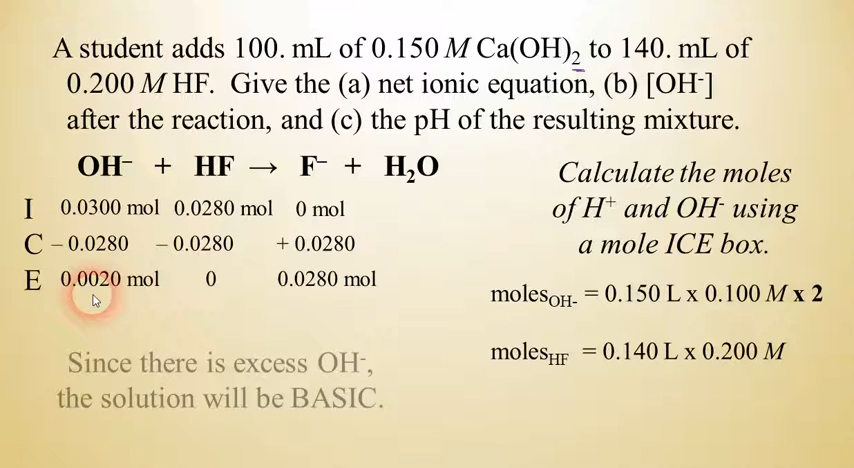 A student adds 100. mL of 0.150 M Ca(OH)₂ to 140. mL of
0.200 M HF. Give the (a) net ionic equation, (b) [OH⁻]
after the reaction, and (c) the pH of the resulting mixture.
OH⁻ + HF → F⁻ + H₂O
I 0.0300 mol 0.0280 mol 0 mol
C – 0.0280 – 0.0280 + 0.0280
E 0.0020 mol 0 0.0280 mol
Since there is excess OH⁻,
the solution will be BASIC.
Calculate the moles
of H⁺ and OH⁻ using
a mole ICE box.
moles_OH- = 0.150 L x 0.100 M x 2
moles_HF = 0.140 L x 0.200 M